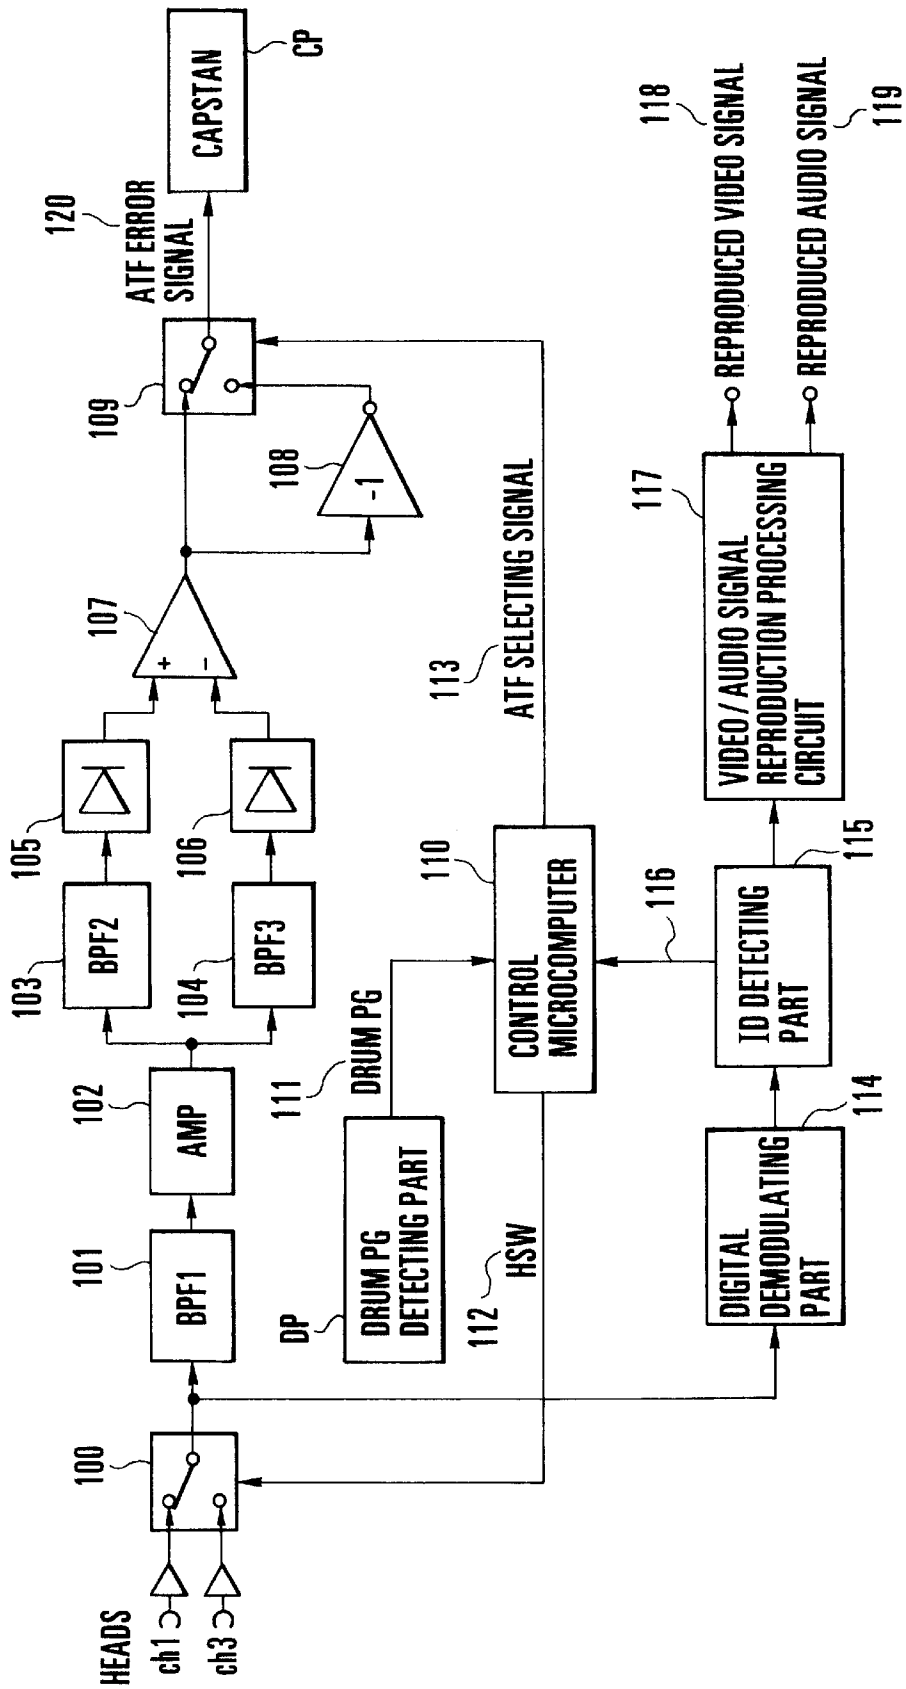 HEADS
ch1
ch3
100
101
BPF1
102
AMP
103
BPF2
104
BPF3
105
106
107
+
−
108
-1
109
120
ATF ERROR
SIGNAL
CAPSTAN
CP
DP
DRUM PG
DETECTING PART
111
DRUM PG
112
HSW
110
CONTROL
MICROCOMPUTER
113
ATF SELECTING SIGNAL
DIGITAL
DEMODULATING
PART
114
ID DETECTING
PART
115
116
117
VIDEO / AUDIO SIGNAL
REPRODUCTION PROCESSING
CIRCUIT
118
REPRODUCED VIDEO SIGNAL
REPRODUCED AUDIO SIGNAL
119